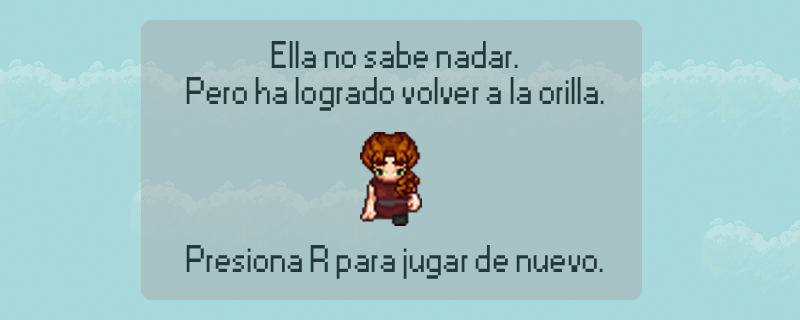 Ella no sabe nadar.
Pero ha logrado volver a la orilla.
Presiona R para jugar de nuevo.